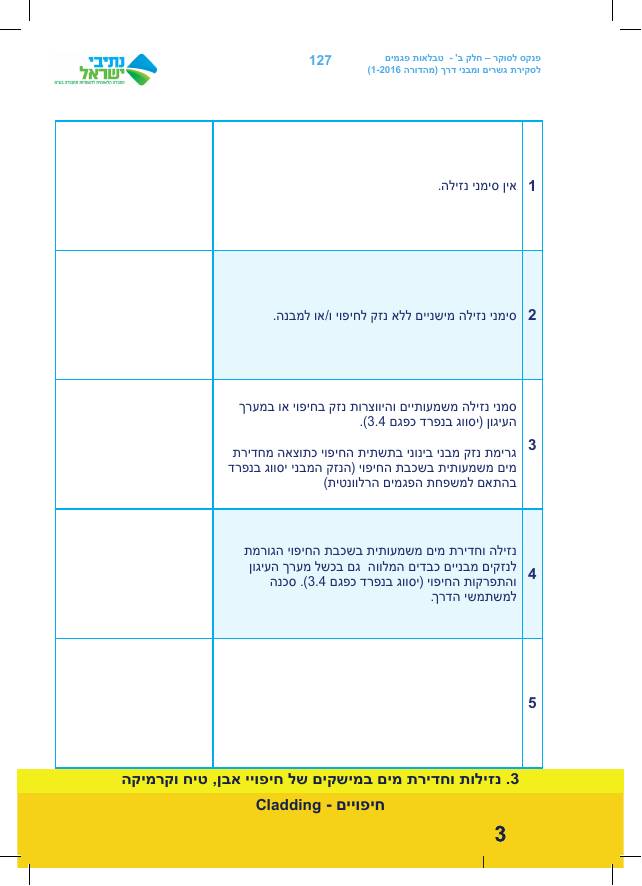 פנקס לסוקר – חלק ב' - טבלאות פגמים
לסקירת גשרים ומבני דרך (מהדורה 1-2016)
127
נתיבי
ישראל
החברה הלאומית לתשתיות תחבורה בע"מ
1
אין סימני נזילה.
2
סימני נזילה מישניים ללא נזק לחיפוי ו/או למבנה.
3
סמני נזילה משמעותיים והיווצרות נזק בחיפוי או במערך
העיגון (יסווג בנפרד כפגם 3.4).
גרימת נזק מבני בינוני בתשתית החיפוי כתוצאה מחדירת
מים משמעותית בשכבת החיפוי (הנזק המבני יסווג בנפרד
בהתאם למשפחת הפגמים הרלוונטית)
4
נזילה וחדירת מים משמעותית בשכבת החיפוי הגורמת
לנזקים מבניים כבדים המלווה גם בכשל מערך העיגון
והתפרקות החיפוי (יסווג בנפרד כפגם 3.4). סכנה
למשתמשי הדרך.
5
3. נזילות וחדירת מים במישקים של חיפויי אבן, טיח וקרמיקה
חיפויים - Cladding
3